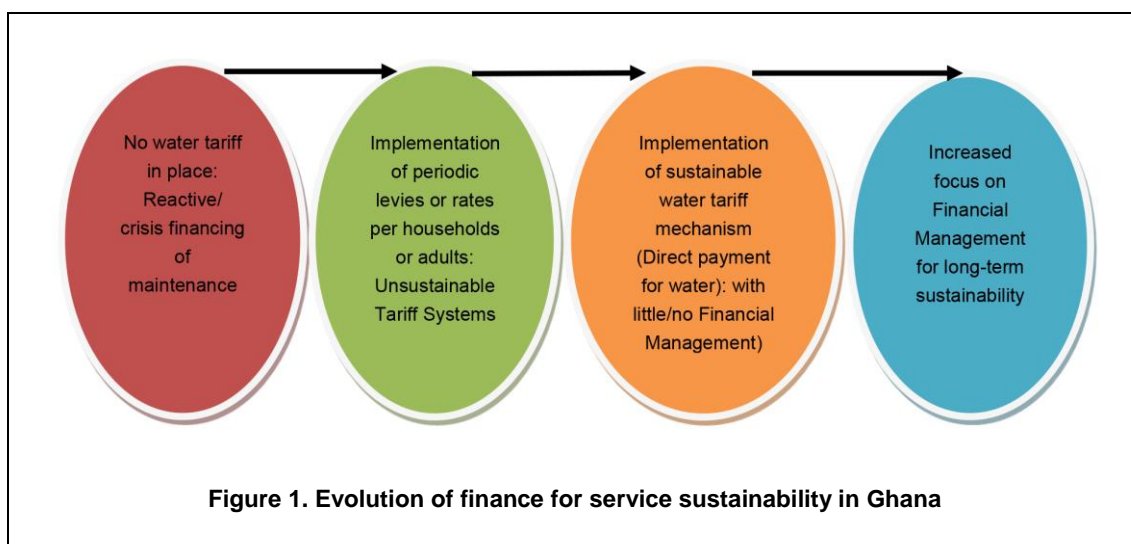 No water tariff
in place:
Reactive/
crisis financing
of
maintenance
Implementation
of periodic
levies or rates
per households
or adults:
Unsustainable
Tariff Systems
Implementation
of sustainable
water tariff
mechanism
(Direct payment
for water): with
little/no Financial
Management)
Increased
focus on
Financial
Management
for long-term
sustainability
Figure 1. Evolution of finance for service sustainability in Ghana